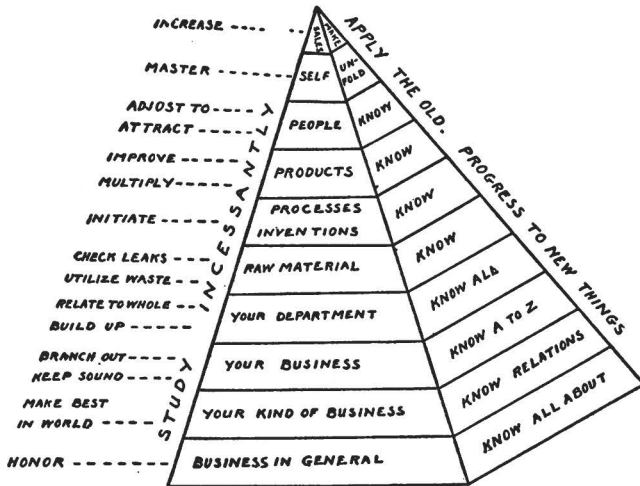 INCREASE
SALES
MAKE
MASTER
SELF
UN-
FOLD
ADJUST TO
ATTRACT
PEOPLE
KNOW
IMPROVE
MULTIPLY
PRODUCTS
KNOW
INITIATE
PROCESSES
INVENTIONS
KNOW
CHECK LEAKS
UTILIZE WASTE
RAW MATERIAL
KNOW
RELATE TO WHOLE
BUILD UP
YOUR DEPARTMENT
KNOW ALL
BRANCH OUT
KEEP SOUND
YOUR BUSINESS
KNOW A TO Z
MAKE BEST
IN WORLD
YOUR KIND OF BUSINESS
KNOW RELATIONS
HONOR
BUSINESS IN GENERAL
KNOW ALL ABOUT
STUDY INCESSANTLY
APPLY THE OLD. PROGRESS TO NEW THINGS